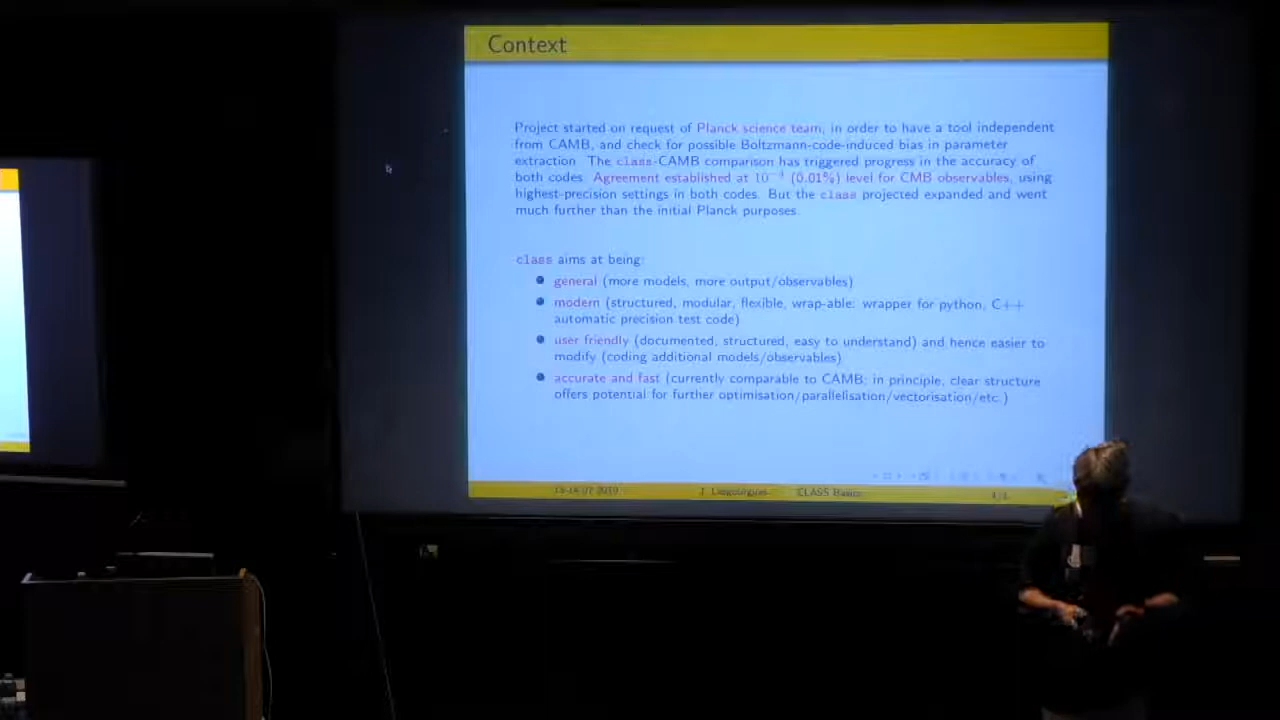 Context
Project started on request of Planck science team, in order to have a tool independent
from CAMB, and check for possible Boltzmann-code-induced bias in parameter
extraction. The class-CAMB comparison has triggered progress in the accuracy of
both codes. Agreement established at 10⁻⁴ (0.01%) level for CMB observables, using
highest-precision settings in both codes. But the class projected expanded and went
much further than the initial Planck purposes.
class aims at being:
general (more models, more output/observables)
modern (structured, modular, flexible, wrap-able: wrapper for python, C++
automatic precision test code)
user friendly (documented, structured, easy to understand) and hence easier to
modify (coding additional models/observables)
accurate and fast (currently comparable to CAMB; in principle, clear structure
offers potential for further optimisation/parallelisation/vectorisation/etc.)
J. Lesgourgues CLASS Basics